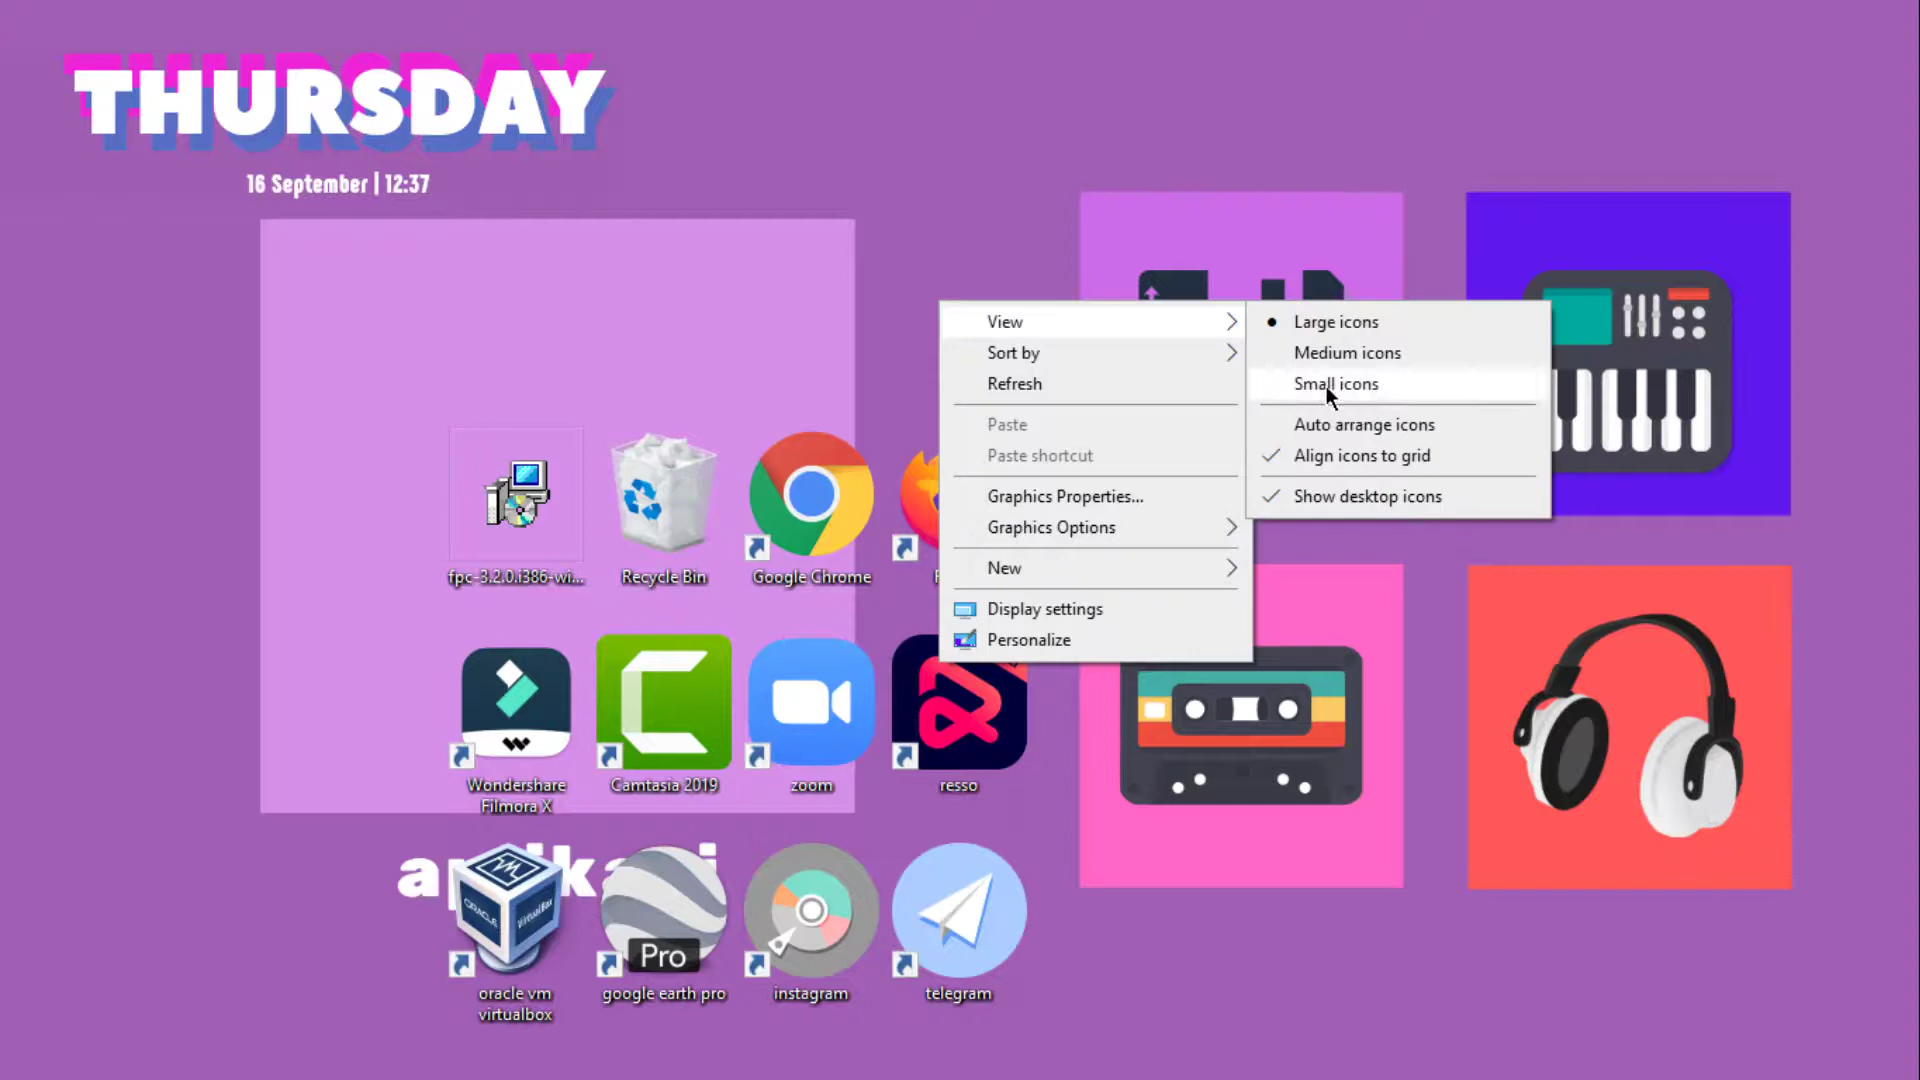 THURSDAY
16 September | 12:37
View
Sort by
Refresh
Paste
Paste shortcut
Graphics Properties...
Graphics Options
New
Display settings
Personalize
Large icons
Medium icons
Small icons
Auto arrange icons
Align icons to grid
Show desktop icons
fpc-3.2.0.i386-wi...
Recycle Bin
Google Chrome
Wondershare
Filmora X
Camtasia 2019
zoom
resso
ORACLE
VirtualBox
Pro
oracle vm
virtualbox
google earth pro
instagram
telegram